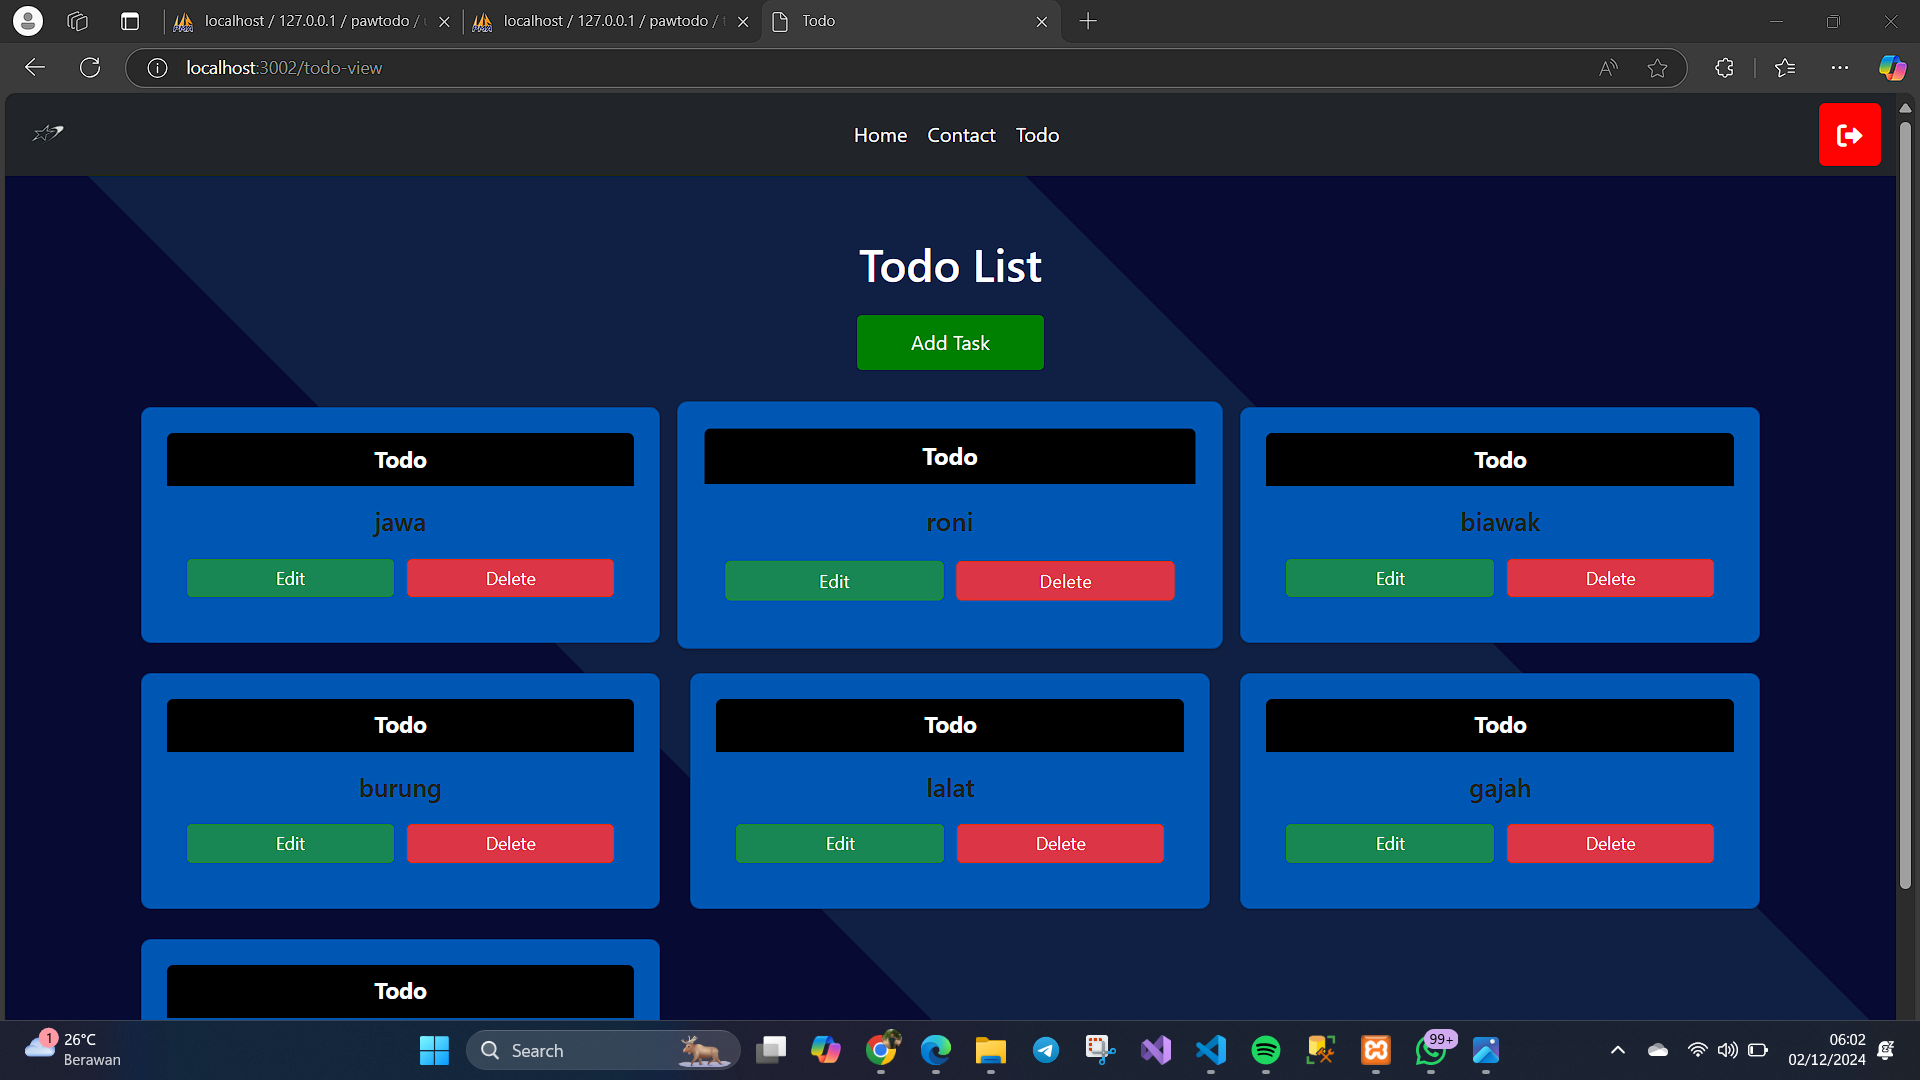 localhost / 127.0.0.1 / pawtodo /
localhost / 127.0.0.1 / pawtodo /
Todo
localhost:3002/todo-view
Home Contact Todo
Todo List
Add Task
Todo Todo Todo
jawa roni biawak
Edit Delete Edit Delete Edit Delete
Todo Todo Todo
burung lalat gajah
Edit Delete Edit Delete Edit Delete
Todo
1
26°C
Berawan
Search
99+
06:02
02/12/2024